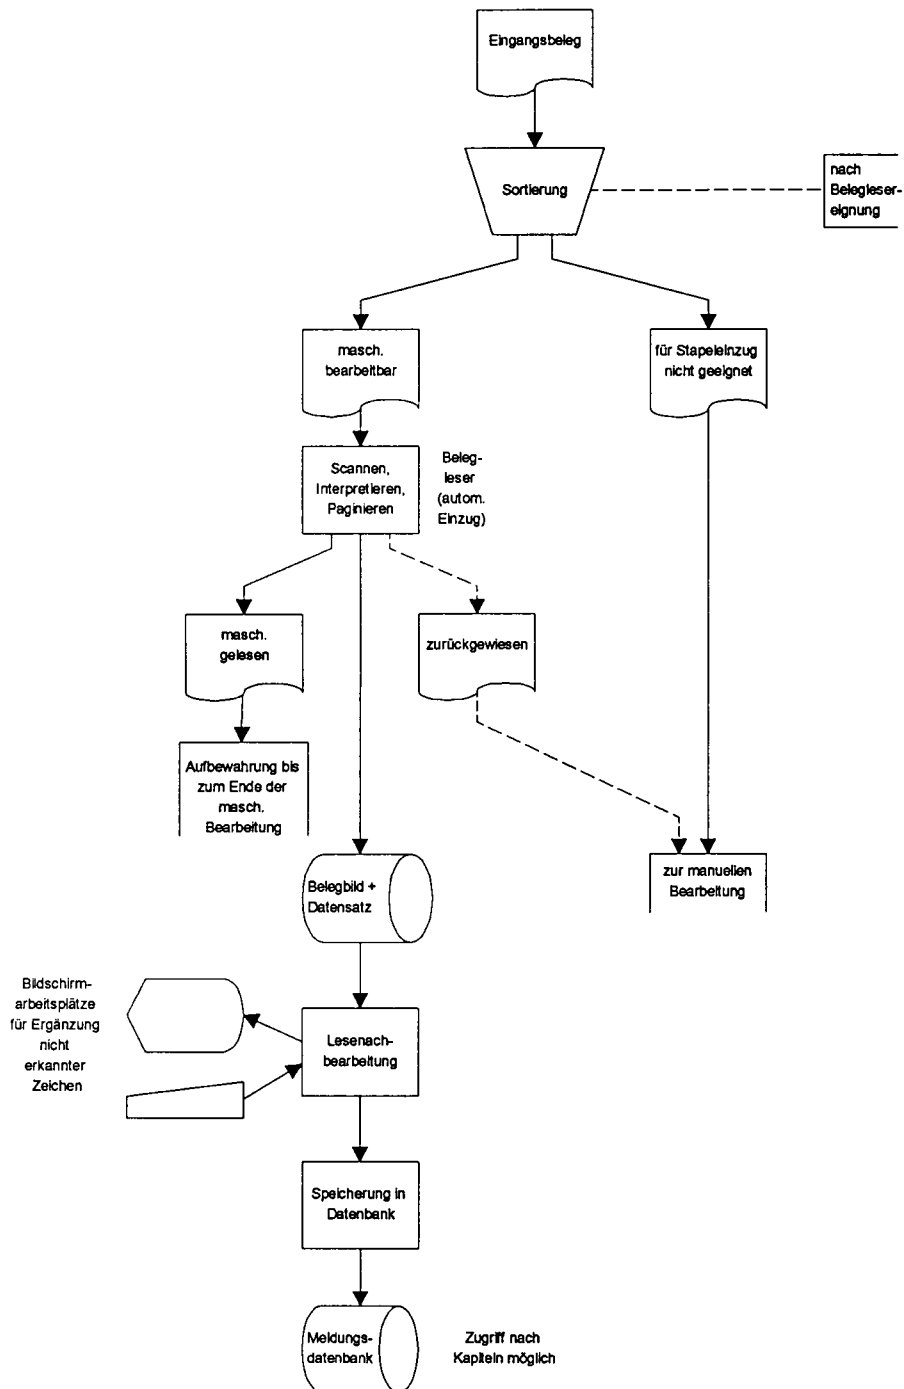 Eingangsbeleg
Sortierung
nach
Beleglеser-
eignung
masch.
bearbeitbar
für Stapeleinzug
nicht geeignet
Scannen,
Interpretieren,
Paginieren
Beleg-
leser
(autom.
Einzug)
masch.
gelesen
zurückgewiesen
Aufbewahrung bis
zum Ende der
masch.
Bearbeitung
zur manuellen
Bearbeitung
Belegbild +
Datensatz
Bildschirm-
arbeitsplätze
für Ergänzung
nicht
erkannter
Zeichen
Lesenach-
bearbeitung
Speicherung in
Datenbank
Meldungs-
datenbank
Zugriff nach
Kapiteln möglich